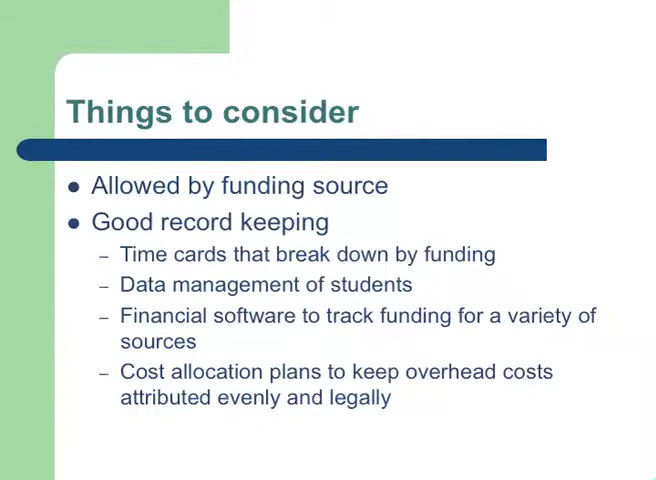 Things to consider
● Allowed by funding source
● Good record keeping
– Time cards that break down by funding
– Data management of students
– Financial software to track funding for a variety of
sources
– Cost allocation plans to keep overhead costs
attributed evenly and legally